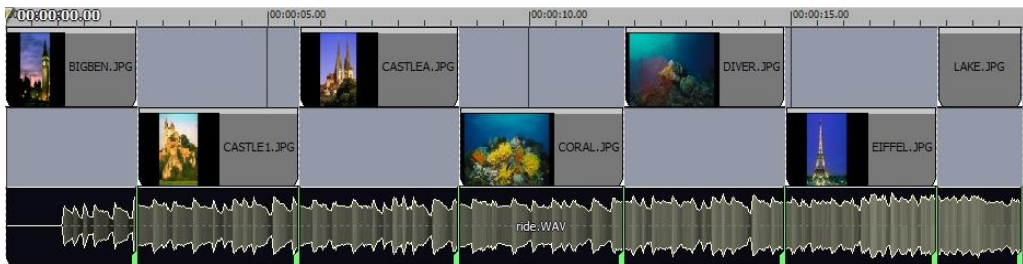 00:00:00.00 00:00:05.00 00:00:10.00 00:00:15.00
BIGBEN.JPG CASTLEA.JPG DIVER.JPG LAKE.JPG
CASTLE1.JPG CORAL.JPG EIFFEL.JPG
ride.WAV